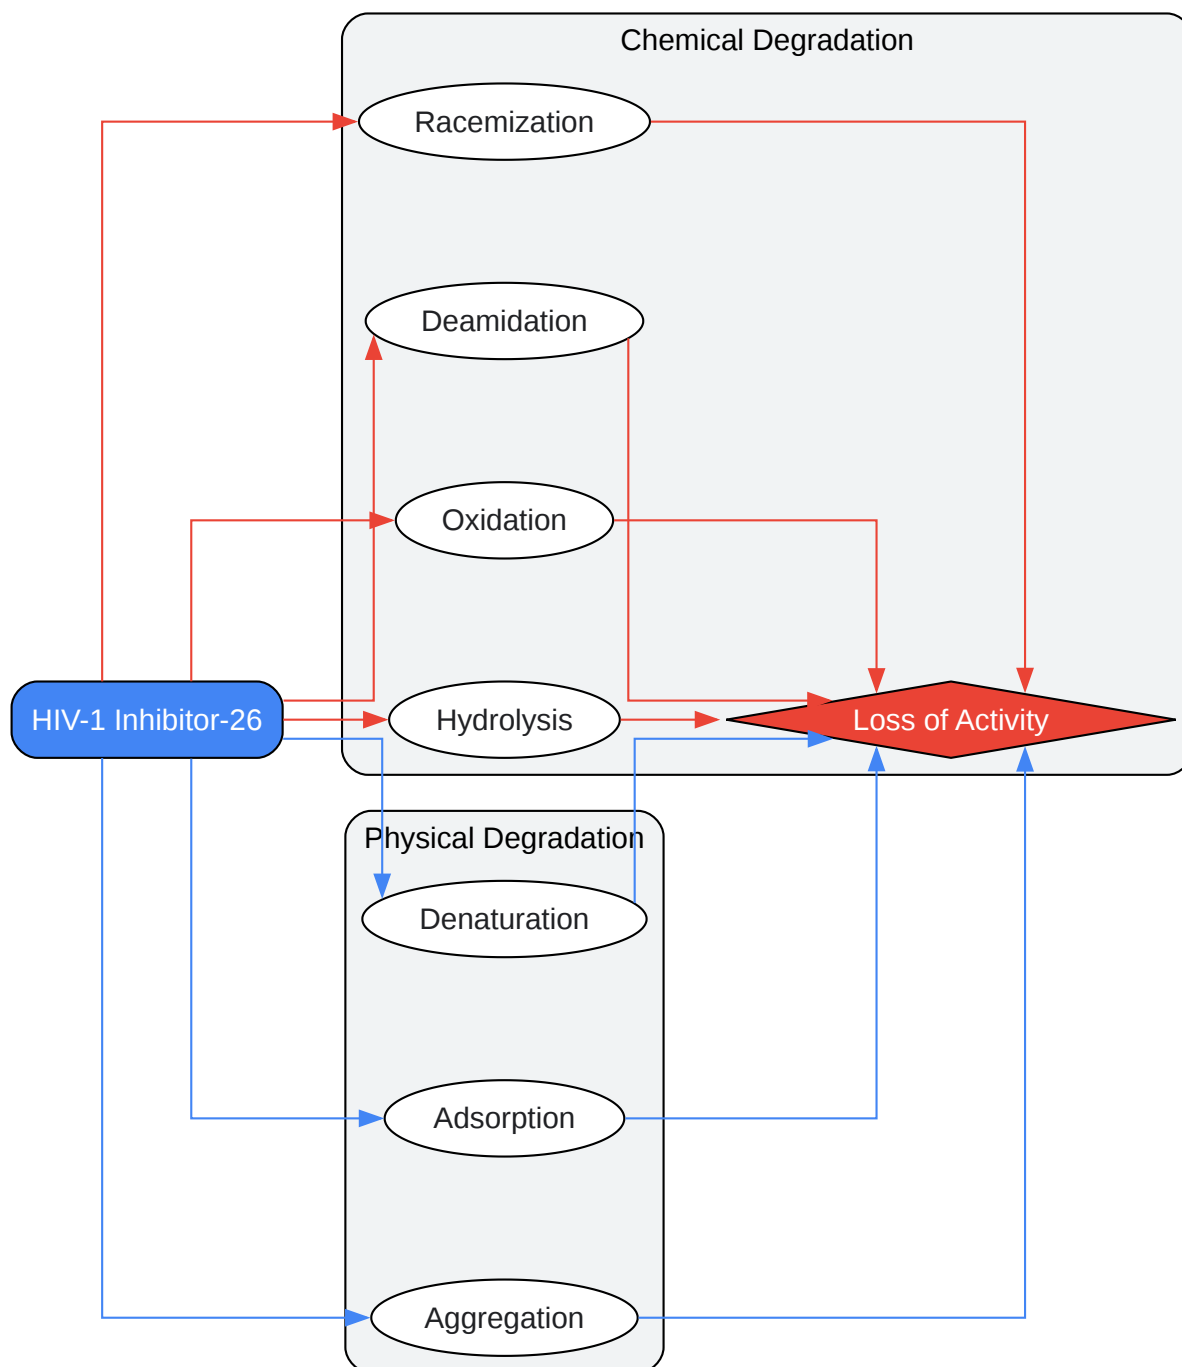 Chemical Degradation
Racemization
Deamidation
Oxidation
HIV-1 Inhibitor-26
Hydrolysis
Loss of Activity
Physical Degradation
Denaturation
Adsorption
Aggregation